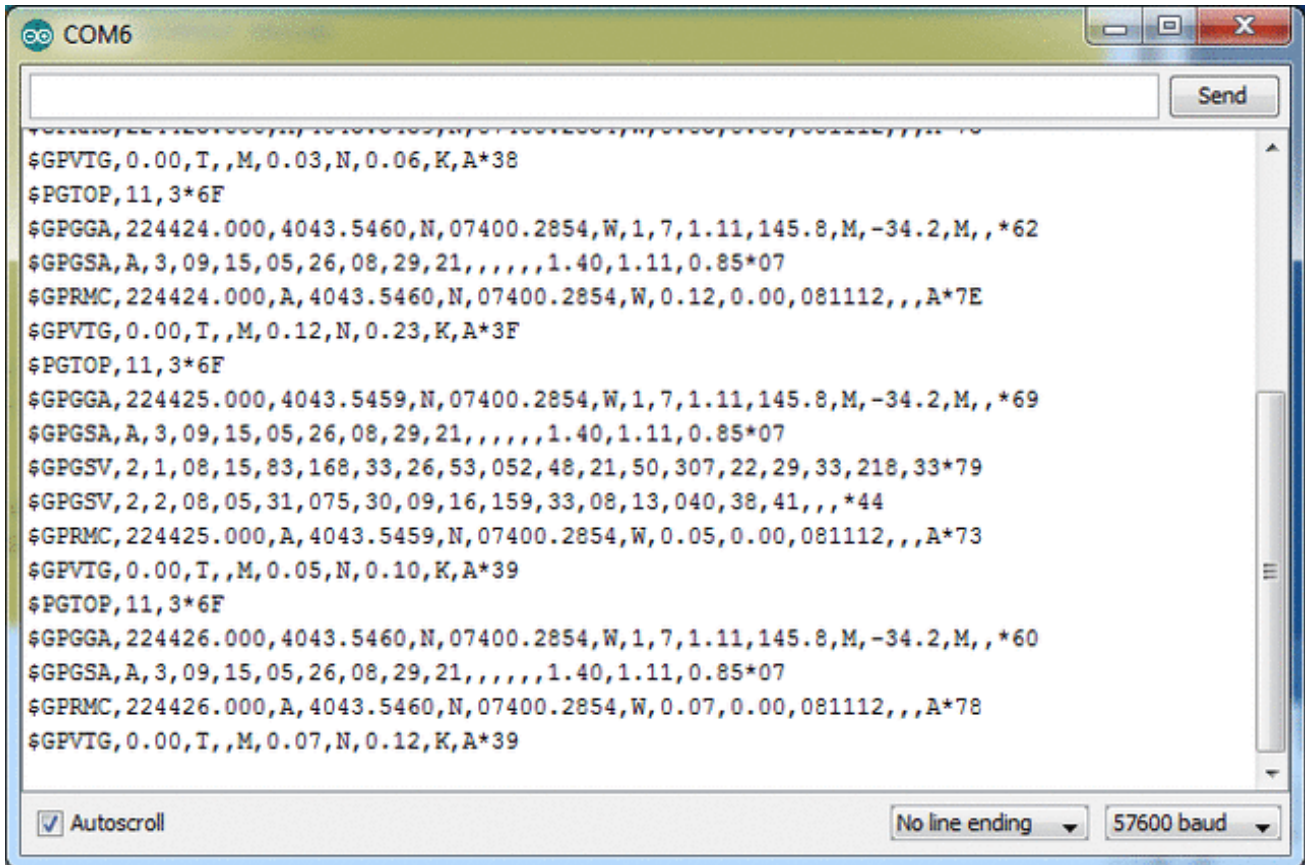 COM6
Send
$GPVTG,0.00,T,,M,0.03,N,0.06,K,A*38
$PGTOP,11,3*6F
$GPGGA,224424.000,4043.5460,N,07400.2854,W,1,7,1.11,145.8,M,-34.2,M,,*62
$GPGSA,A,3,09,15,05,26,08,29,21,,,,,,1.40,1.11,0.85*07
$GPRMC,224424.000,A,4043.5460,N,07400.2854,W,0.12,0.00,081112,,,A*7E
$GPVTG,0.00,T,,M,0.12,N,0.23,K,A*3F
$PGTOP,11,3*6F
$GPGGA,224425.000,4043.5459,N,07400.2854,W,1,7,1.11,145.8,M,-34.2,M,,*69
$GPGSA,A,3,09,15,05,26,08,29,21,,,,,,1.40,1.11,0.85*07
$GPGSV,2,1,08,15,83,168,33,26,53,052,48,21,50,307,22,29,33,218,33*79
$GPGSV,2,2,08,05,31,075,30,09,16,159,33,08,13,040,38,41,,,*44
$GPRMC,224425.000,A,4043.5459,N,07400.2854,W,0.05,0.00,081112,,,A*73
$GPVTG,0.00,T,,M,0.05,N,0.10,K,A*39
$PGTOP,11,3*6F
$GPGGA,224426.000,4043.5460,N,07400.2854,W,1,7,1.11,145.8,M,-34.2,M,,*60
$GPGSA,A,3,09,15,05,26,08,29,21,,,,,,1.40,1.11,0.85*07
$GPRMC,224426.000,A,4043.5460,N,07400.2854,W,0.07,0.00,081112,,,A*78
$GPVTG,0.00,T,,M,0.07,N,0.12,K,A*39
Autoscroll No line ending 57600 baud